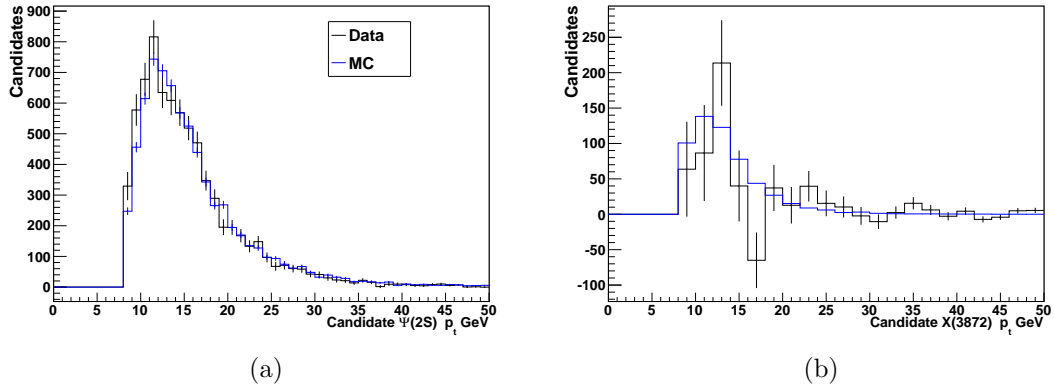 Candidates
900
800
700
600
500
400
300
200
100
0
Data
MC
0 5 10 15 20 25 30 35 40 45 50
Candidate Ψ(2S) p_t GeV
(a)
Candidates
250
200
150
100
50
0
-50
-100
0 5 10 15 20 25 30 35 40 45 50
Candidate X(3872) p_t GeV
(b)